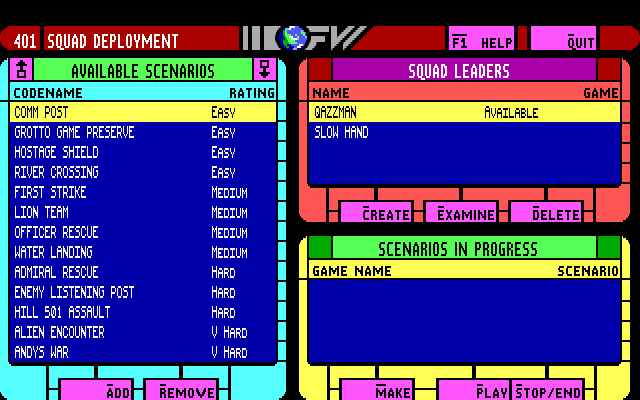 401 SQUAD DEPLOYMENT
F1 HELP
QUIT
AVAILABLE SCENARIOS
CODENAME RATING
COMM POST EASY
GROTTO GAME PRESERVE EASY
HOSTAGE SHIELD EASY
RIVER CROSSING EASY
FIRST STRIKE MEDIUM
LION TEAM MEDIUM
OFFICER RESCUE MEDIUM
WATER LANDING MEDIUM
ADMIRAL RESCUE HARD
ENEMY LISTENING POST HARD
HILL 501 ASSAULT HARD
ALIEN ENCOUNTER V HARD
ANDYS WAR V HARD
ADD REMOVE
SQUAD LEADERS
NAME GAME
QAZZMAN AVAILABLE
SLOW HAND
CREATE EXAMINE DELETE
SCENARIOS IN PROGRESS
GAME NAME SCENARIO
MAKE PLAY STOP/END